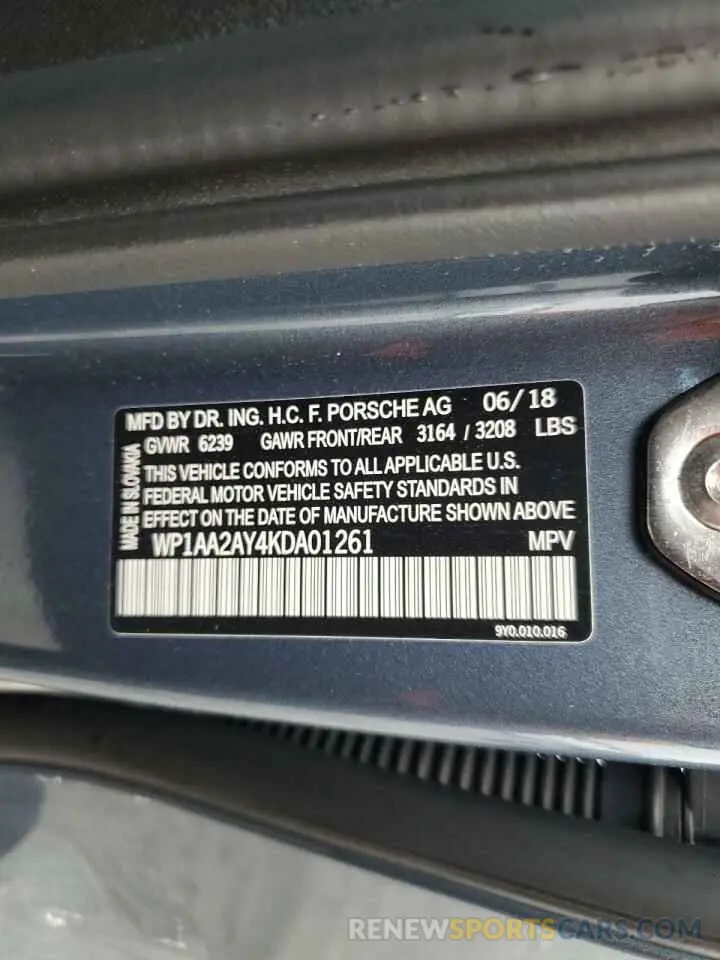 MFD BY DR. ING. H.C. F. PORSCHE AG 06/18
GVWR 6239 GAWR FRONT/REAR 3164 / 3208 LBS
THIS VEHICLE CONFORMS TO ALL APPLICABLE U.S.
FEDERAL MOTOR VEHICLE SAFETY STANDARDS IN
EFFECT ON THE DATE OF MANUFACTURE SHOWN ABOVE
MADE IN SLOVAKIA
WP1AA2AY4KDA01261 MPV
9Y0.010.016
RENEWSPORTSCARS.COM